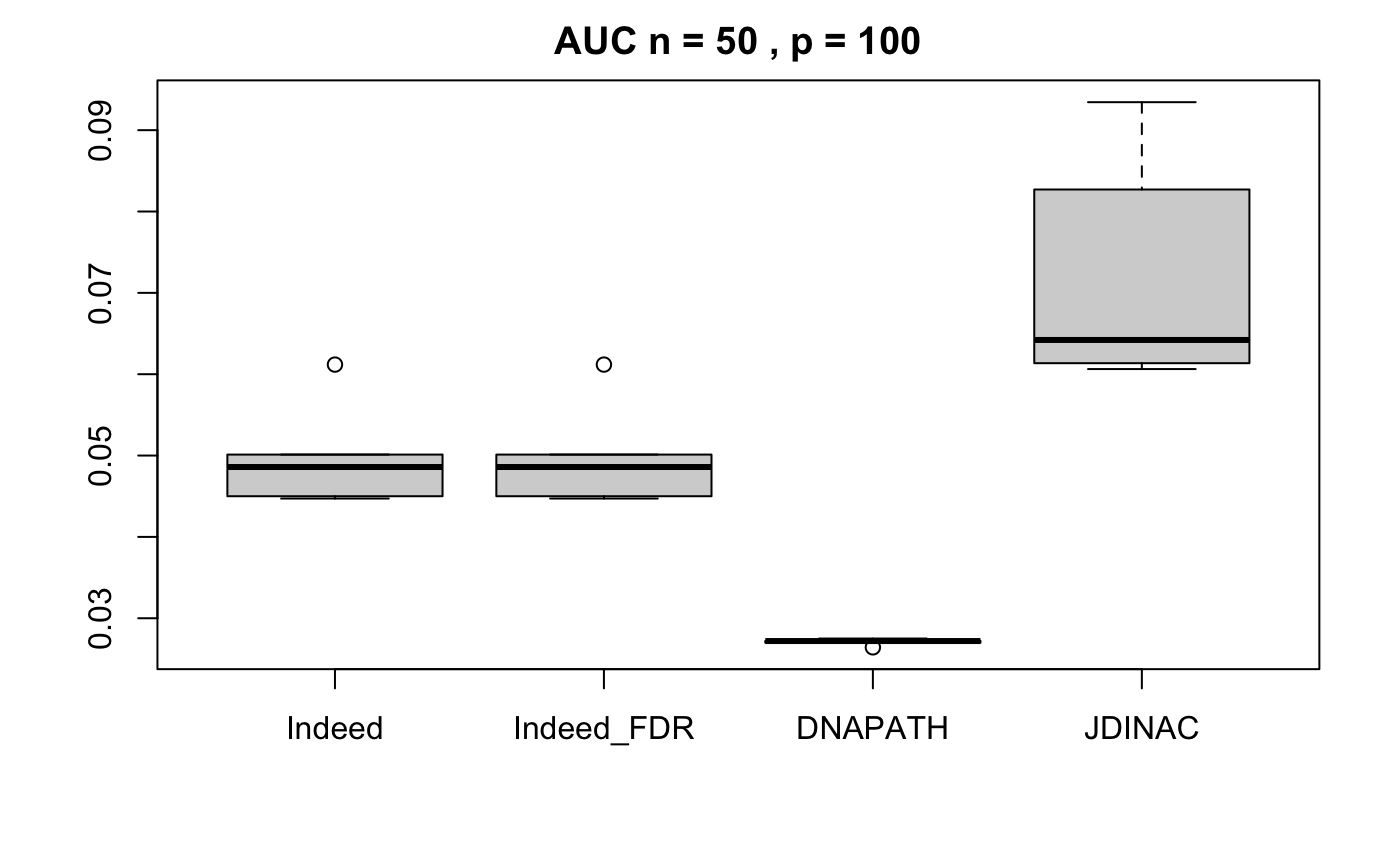 AUC n = 50 , p = 100
0.09
0.07
0.05
0.03
Indeed Indeed_FDR DNAPATH JDINAC